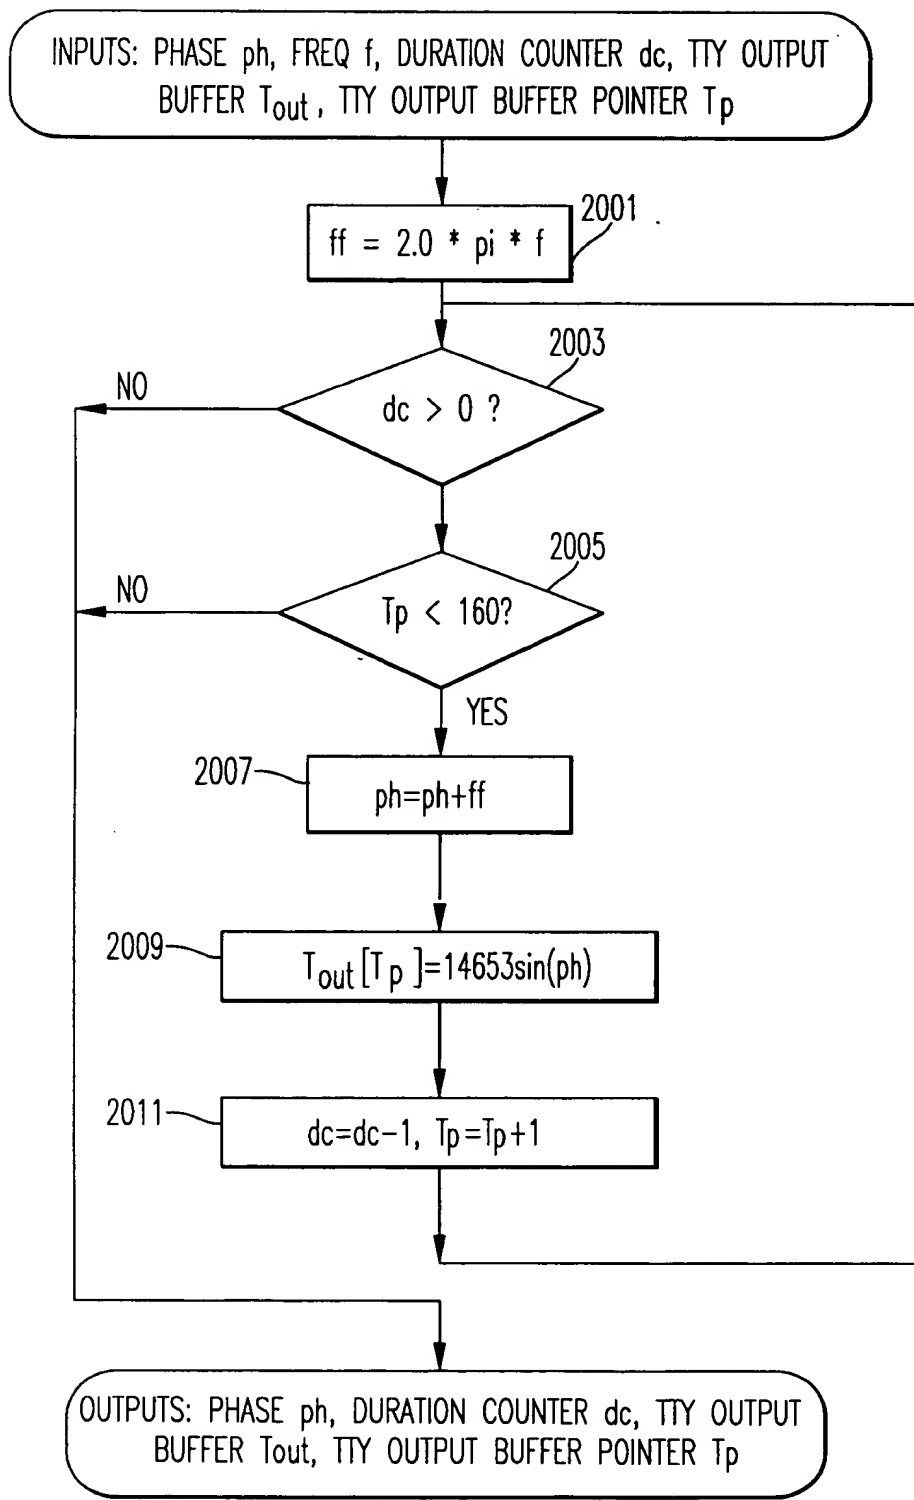 INPUTS: PHASE ph, FREQ f, DURATION COUNTER dc, TTY OUTPUT
BUFFER Tout, TTY OUTPUT BUFFER POINTER Tp
2001
ff = 2.0 * pi * f
2003
NO
dc > 0 ?
2005
NO
Tp < 160?
YES
2007
ph=ph+ff
2009
Tout[Tp]=14653sin(ph)
2011
dc=dc-1, Tp=Tp+1
OUTPUTS: PHASE ph, DURATION COUNTER dc, TTY OUTPUT
BUFFER Tout, TTY OUTPUT BUFFER POINTER Tp